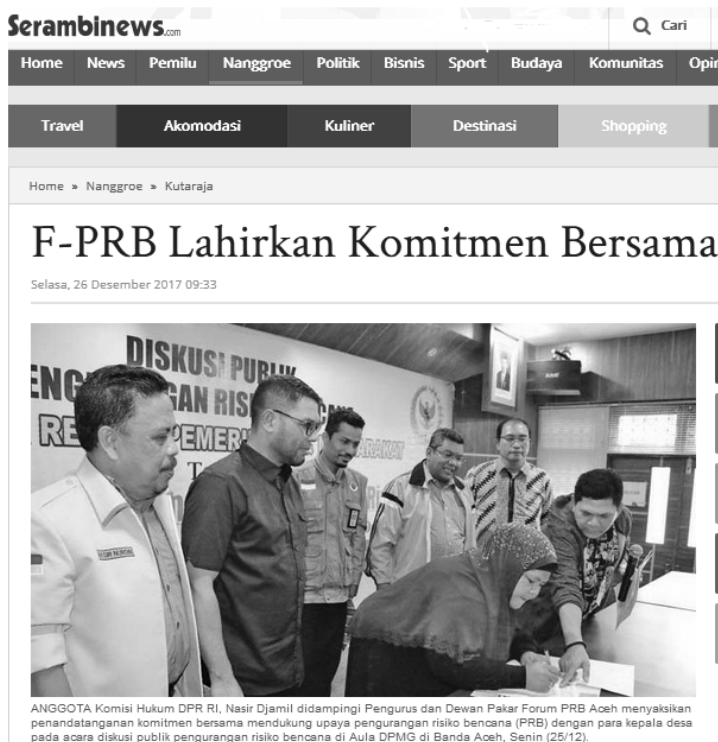 Serambinews.com
Cari
Home News Pemilu Nanggroe Politik Bisnis Sport Budaya Komunitas
Travel Akomodasi Kuliner Destinasi Shopping
Home » Nanggroe » Kutaraja
F-PRB Lahirkan Komitmen Bersama
Selasa, 26 Desember 2017 09:33
DISKUSI PUBLIK
ANGGOTA Komisi Hukum DPR RI, Nasir Djamil didampingi Pengurus dan Dewan Pakar Forum PRB Aceh menyaksikan
penandatanganan komitmen bersama mendukung upaya pengurangan risiko bencana (PRB) dengan para kepala desa
pada acara diskusi publik pengurangan risiko bencana di Aula DPMG di Banda Aceh, Senin (25/12).